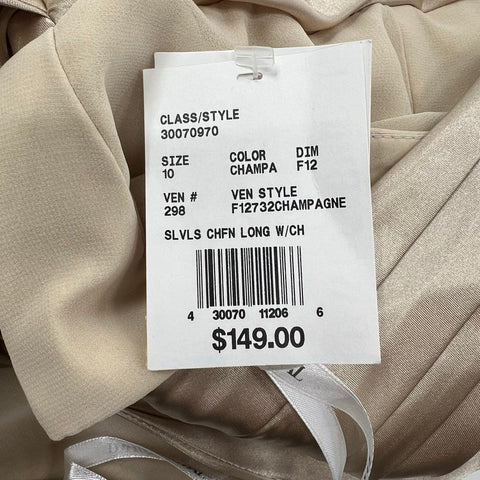 CLASS/STYLE
30070970
SIZE COLOR DIM
10 CHAMPA F12
VEN # VEN STYLE
298 F12732CHAMPAGNE
SLVLS CHFN LONG W/CH
4 30070 11206 6
$149.00